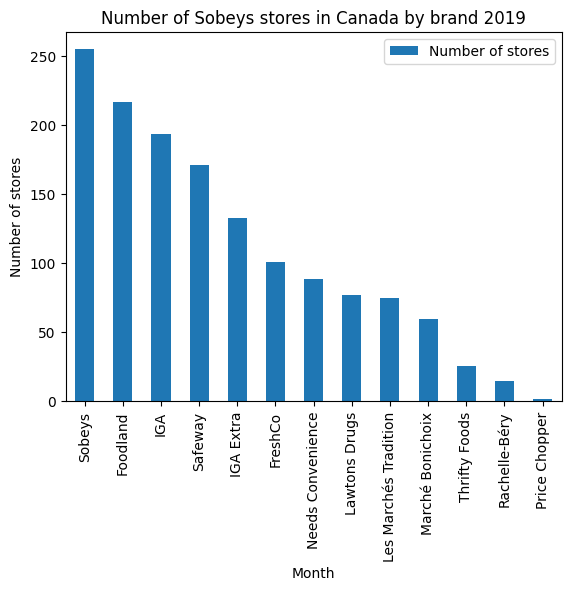 Number of Sobeys stores in Canada by brand 2019
Number of stores
Number of stores
250
200
150
100
50
0
Sobeys
Foodland
IGA
Safeway
IGA Extra
FreshCo
Needs Convenience
Lawtons Drugs
Les Marchés Tradition
Marché Bonichoix
Thrifty Foods
Rachelle-Béry
Price Chopper
Month